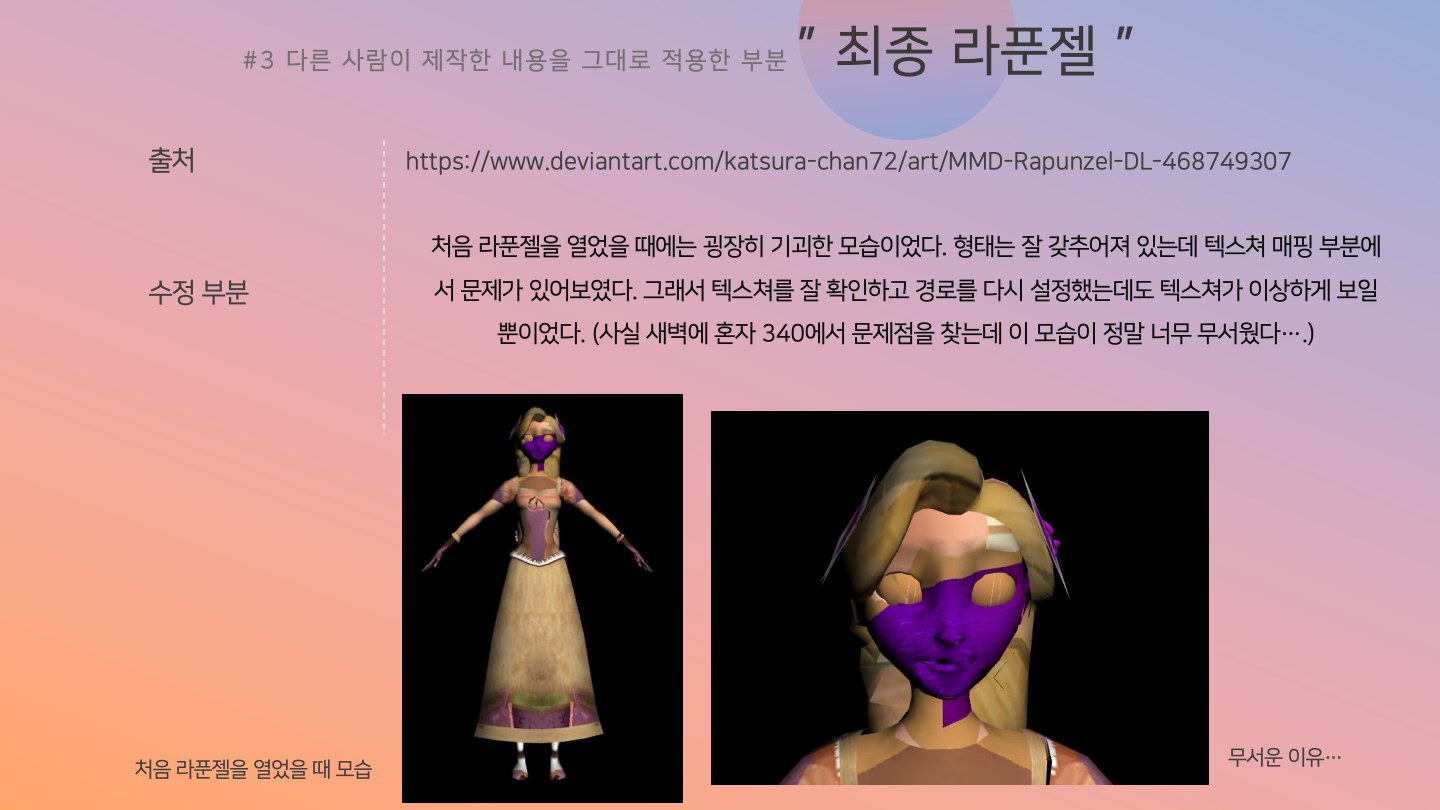 #3 다른 사람이 제작한 내용을 그대로 적용한 부분 " 최종 라푼젤 "
출처
https://www.deviantart.com/katsura-chan72/art/MMD-Rapunzel-DL-468749307
처음 라푼젤을 열었을 때에는 굉장히 기괴한 모습이었다. 형태는 잘 갖추어져 있는데 텍스쳐 매핑 부분에
서 문제가 있어보였다. 그래서 텍스쳐를 잘 확인하고 경로를 다시 설정했는데도 텍스쳐가 이상하게 보일
뿐이었다. (사실 새벽에 혼자 340에서 문제점을 찾는데 이 모습이 정말 너무 무서웠다….)
수정 부분
처음 라푼젤을 열었을 때 모습
무서운 이유…